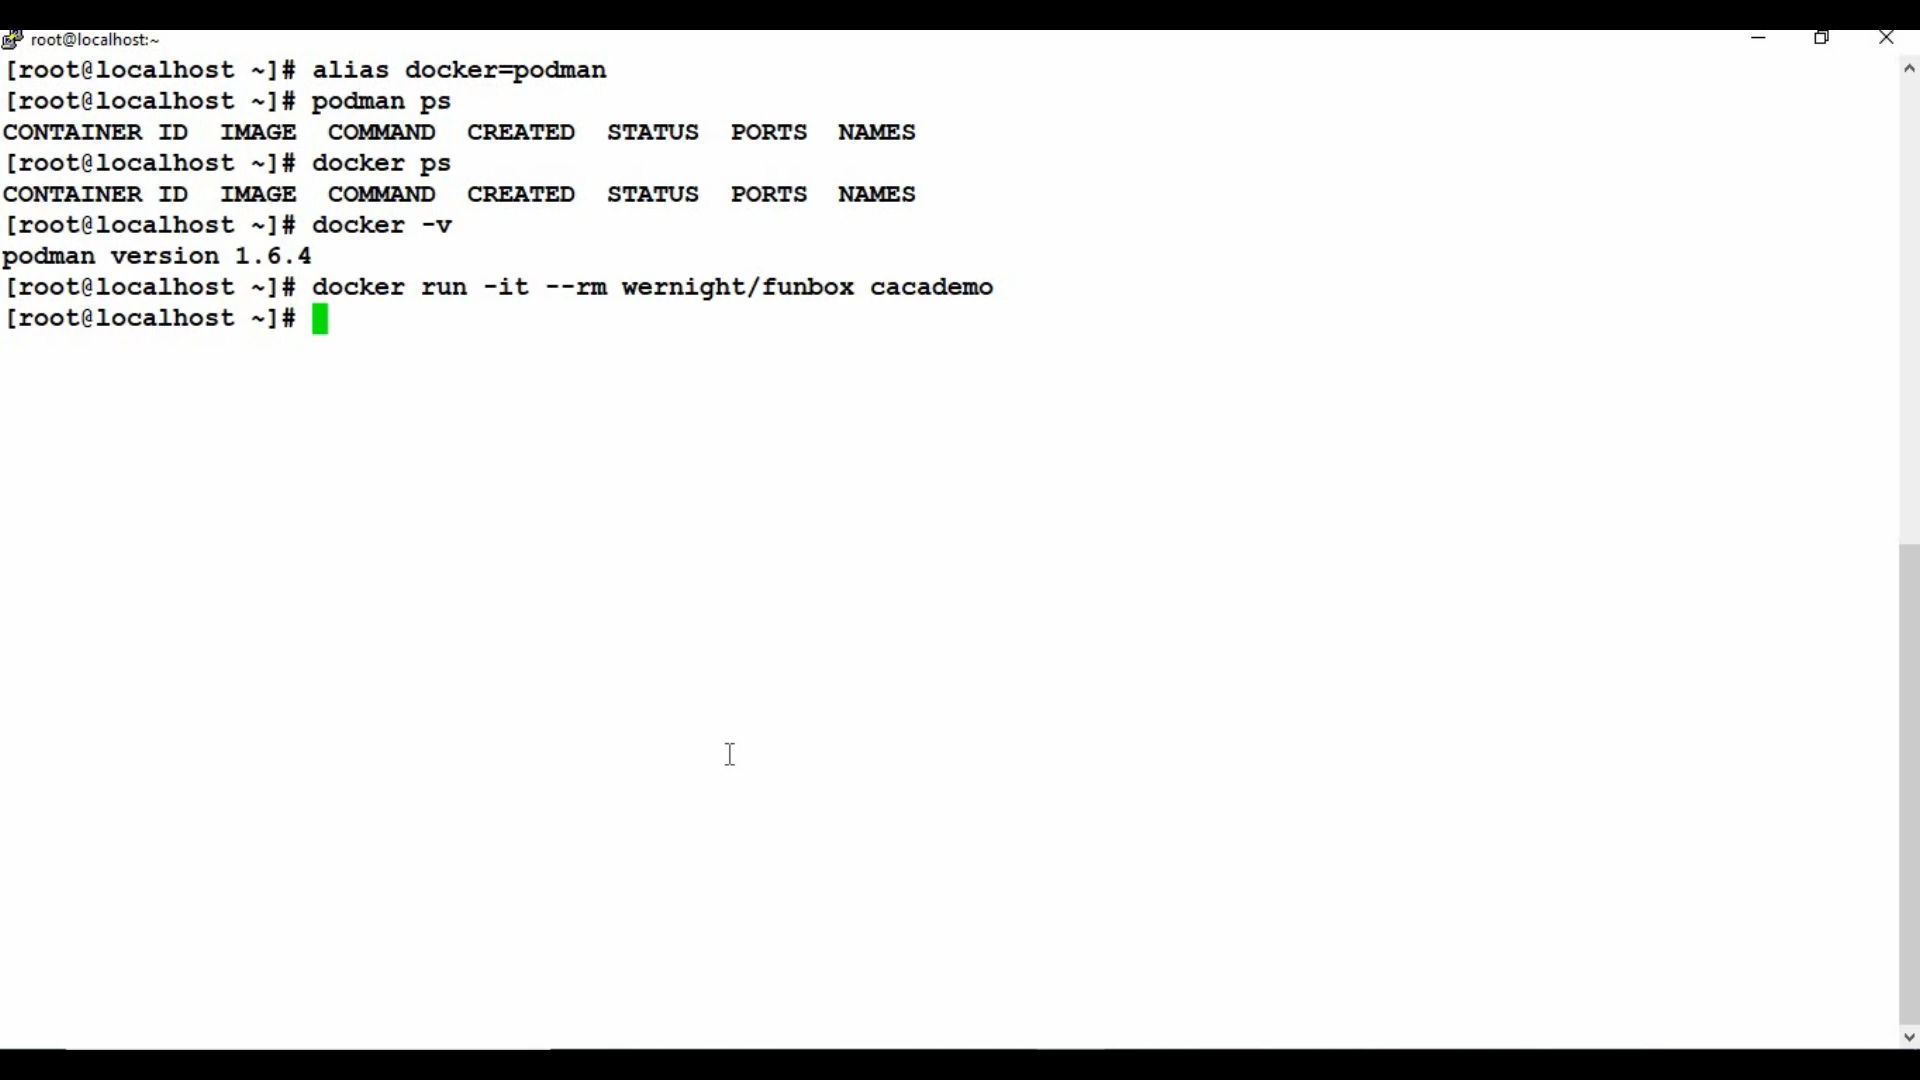 root@localhost:~
[root@localhost ~]# alias docker=podman
[root@localhost ~]# podman ps
CONTAINER ID  IMAGE  COMMAND  CREATED  STATUS  PORTS  NAMES
[root@localhost ~]# docker ps
CONTAINER ID  IMAGE  COMMAND  CREATED  STATUS  PORTS  NAMES
[root@localhost ~]# docker -v
podman version 1.6.4
[root@localhost ~]# docker run -it --rm wernight/funbox cacademo
[root@localhost ~]#